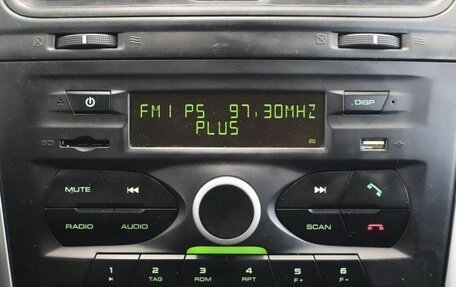 FM1 PS 97.30MHZ
PLUS
EQ
DISP
SD
MUTE
RADIO AUDIO
SCAN
1 2 3 4 5 6
TAG RDM RPT F+ F-